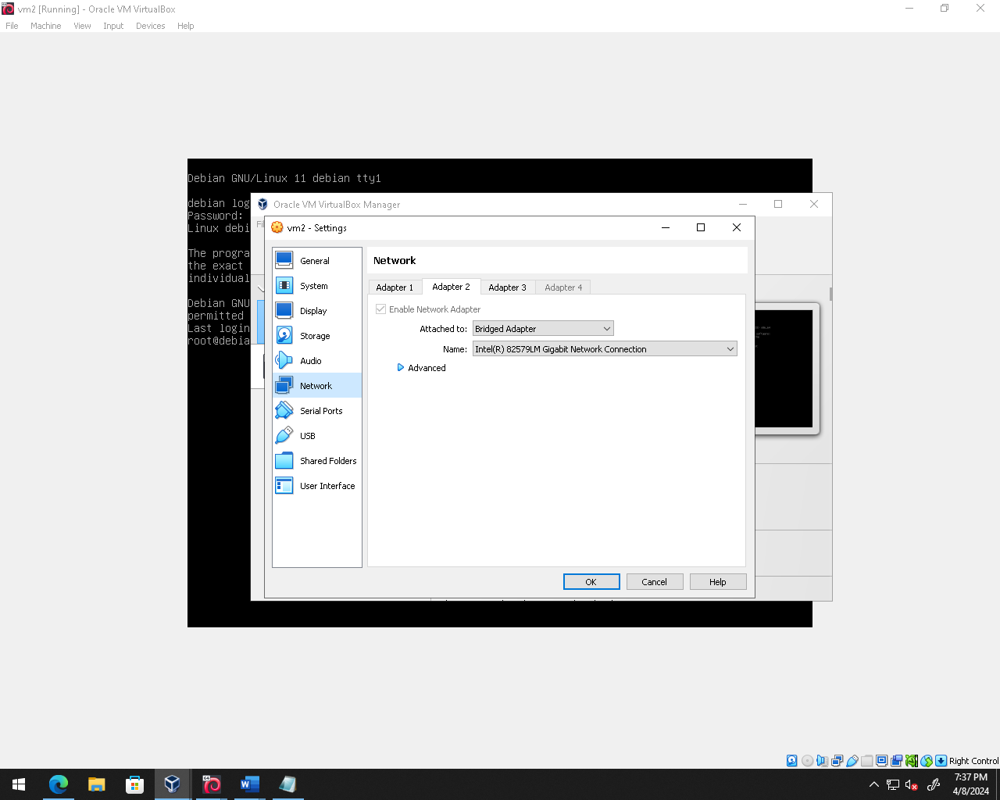 vm2 [Running] - Oracle VM VirtualBox
File Machine View Input Devices Help
Debian GNU/Linux 11 debian tty1
debian log
Password:
Linux debi
The progra
the exact
individual
Debian GNU
permitted
Last login
root@debia
Oracle VM VirtualBox Manager
vm2 - Settings
General
System
Display
Storage
Audio
Network
Serial Ports
USB
Shared Folders
User Interface
Network
Adapter 1 Adapter 2 Adapter 3 Adapter 4
Enable Network Adapter
Attached to: Bridged Adapter
Name: Intel(R) 82579LM Gigabit Network Connection
Advanced
OK Cancel Help
Right Control
7:37 PM
4/8/2024